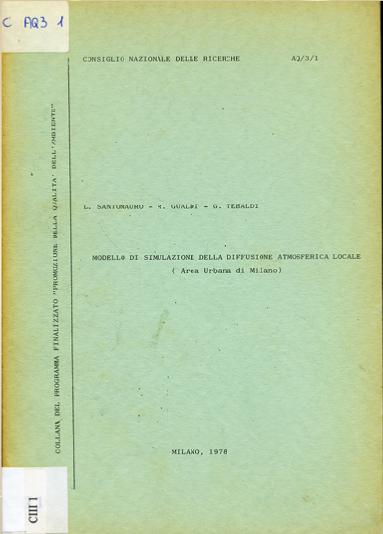 C AQ3 1
CONSIGLIO NAZIONALE DELLE RICERCHE AQ/3/1
COLLANA DEL PROGRAMMA FINALIZZATO "PROMOZIONE DELLA QUALITA' DELL'AMBIENTE"
L. SANTOMAURO - R. GUALDI - G. TEBALDI
MODELLO DI SIMULAZIONI DELLA DIFFUSIONE ATMOSFERICA LOCALE
( Area Urbana di Milano)
MILANO, 1978
CIII 1